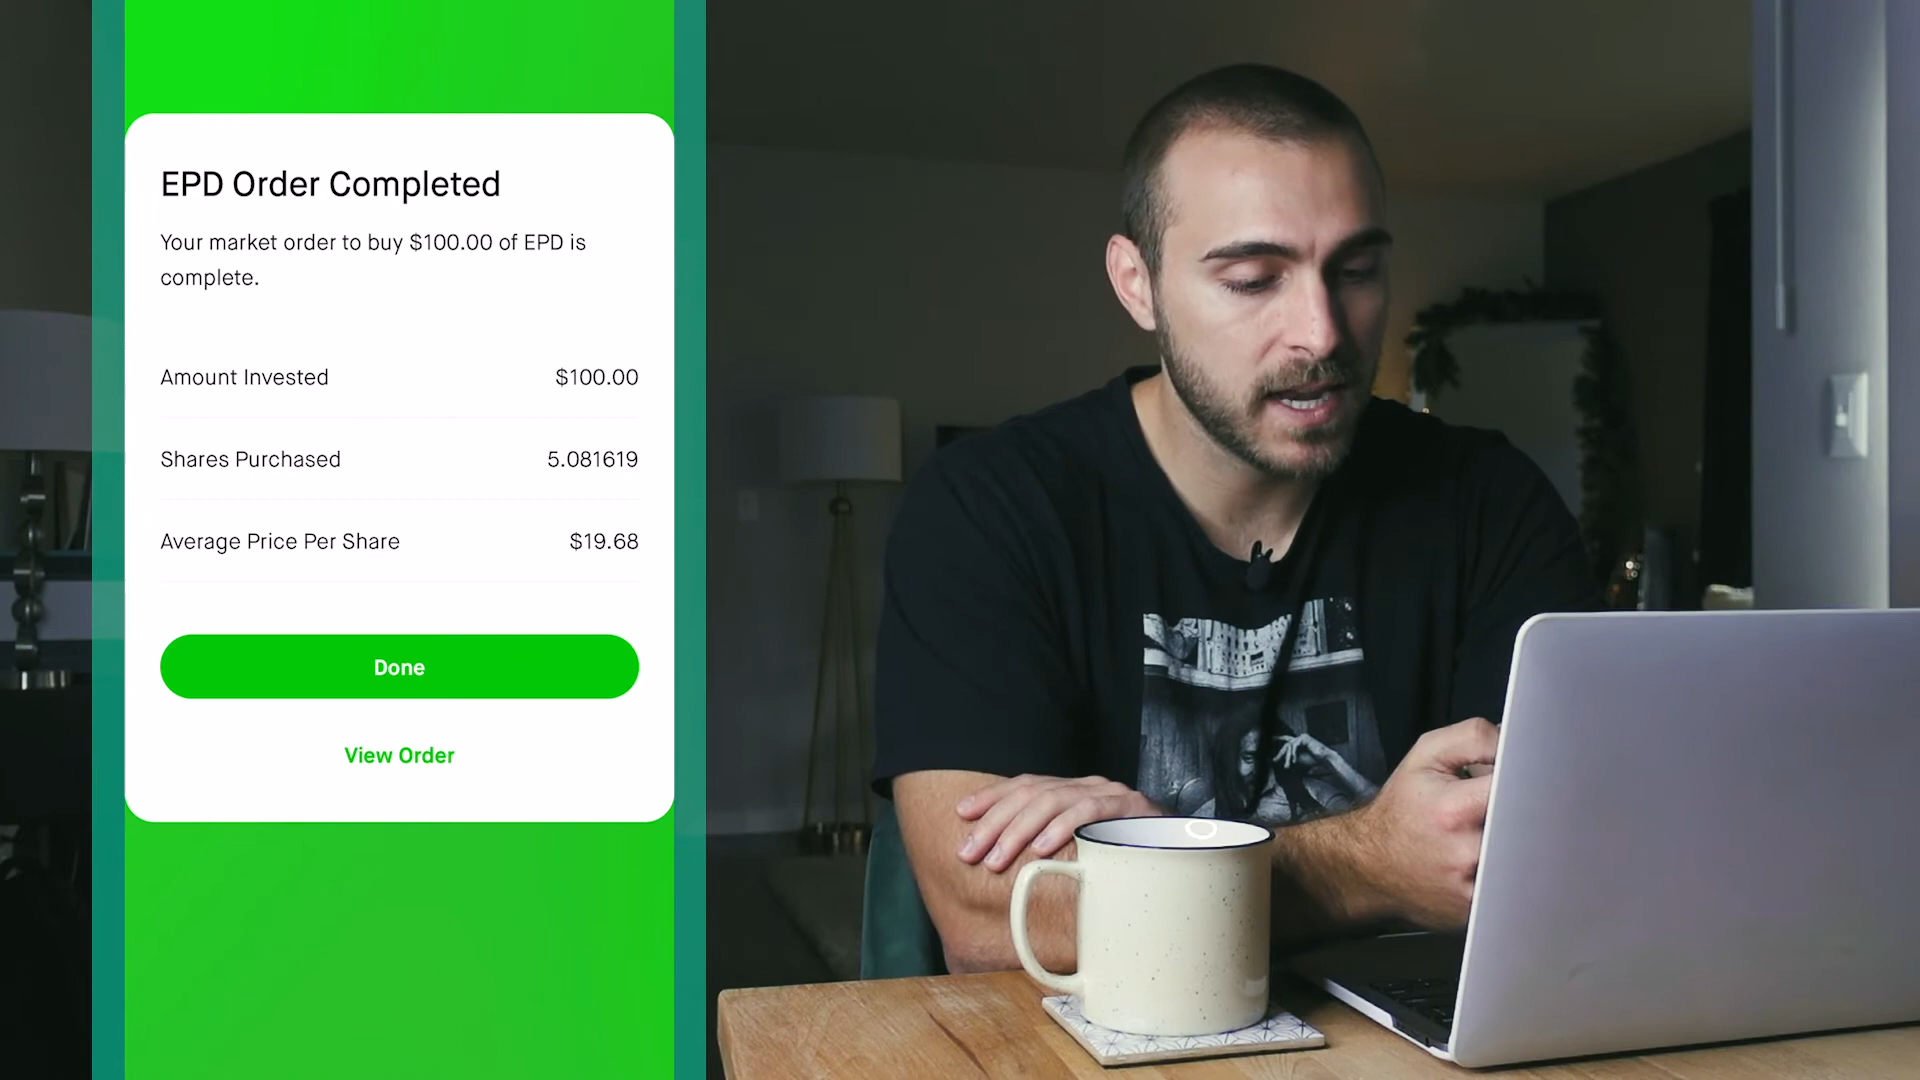 EPD Order Completed
Your market order to buy $100.00 of EPD is
complete.
Amount Invested $100.00
Shares Purchased 5.081619
Average Price Per Share $19.68
Done
View Order